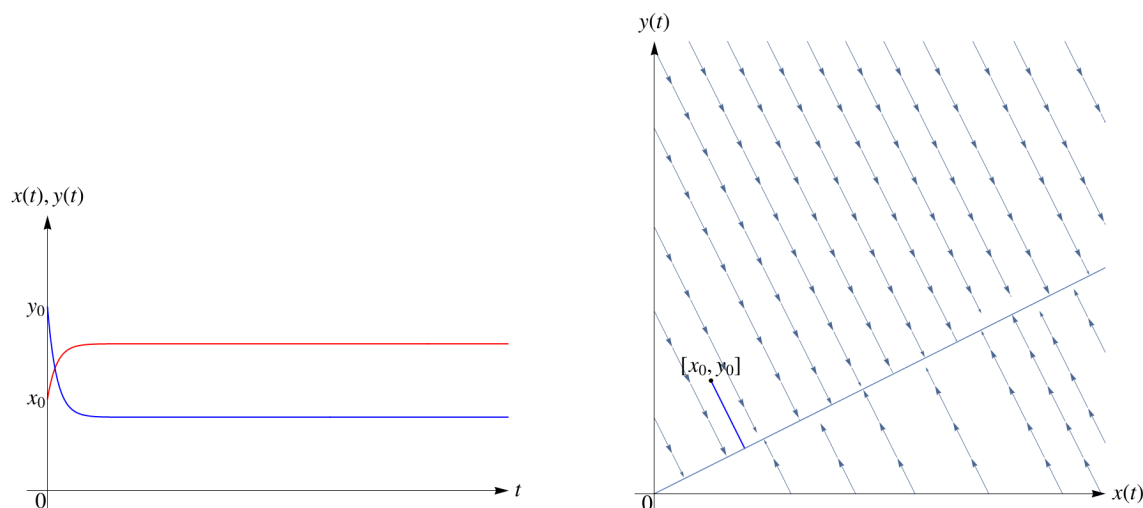 x(t), y(t)
y₀
x₀
0
t
y(t)
[x₀, y₀]
0
x(t)